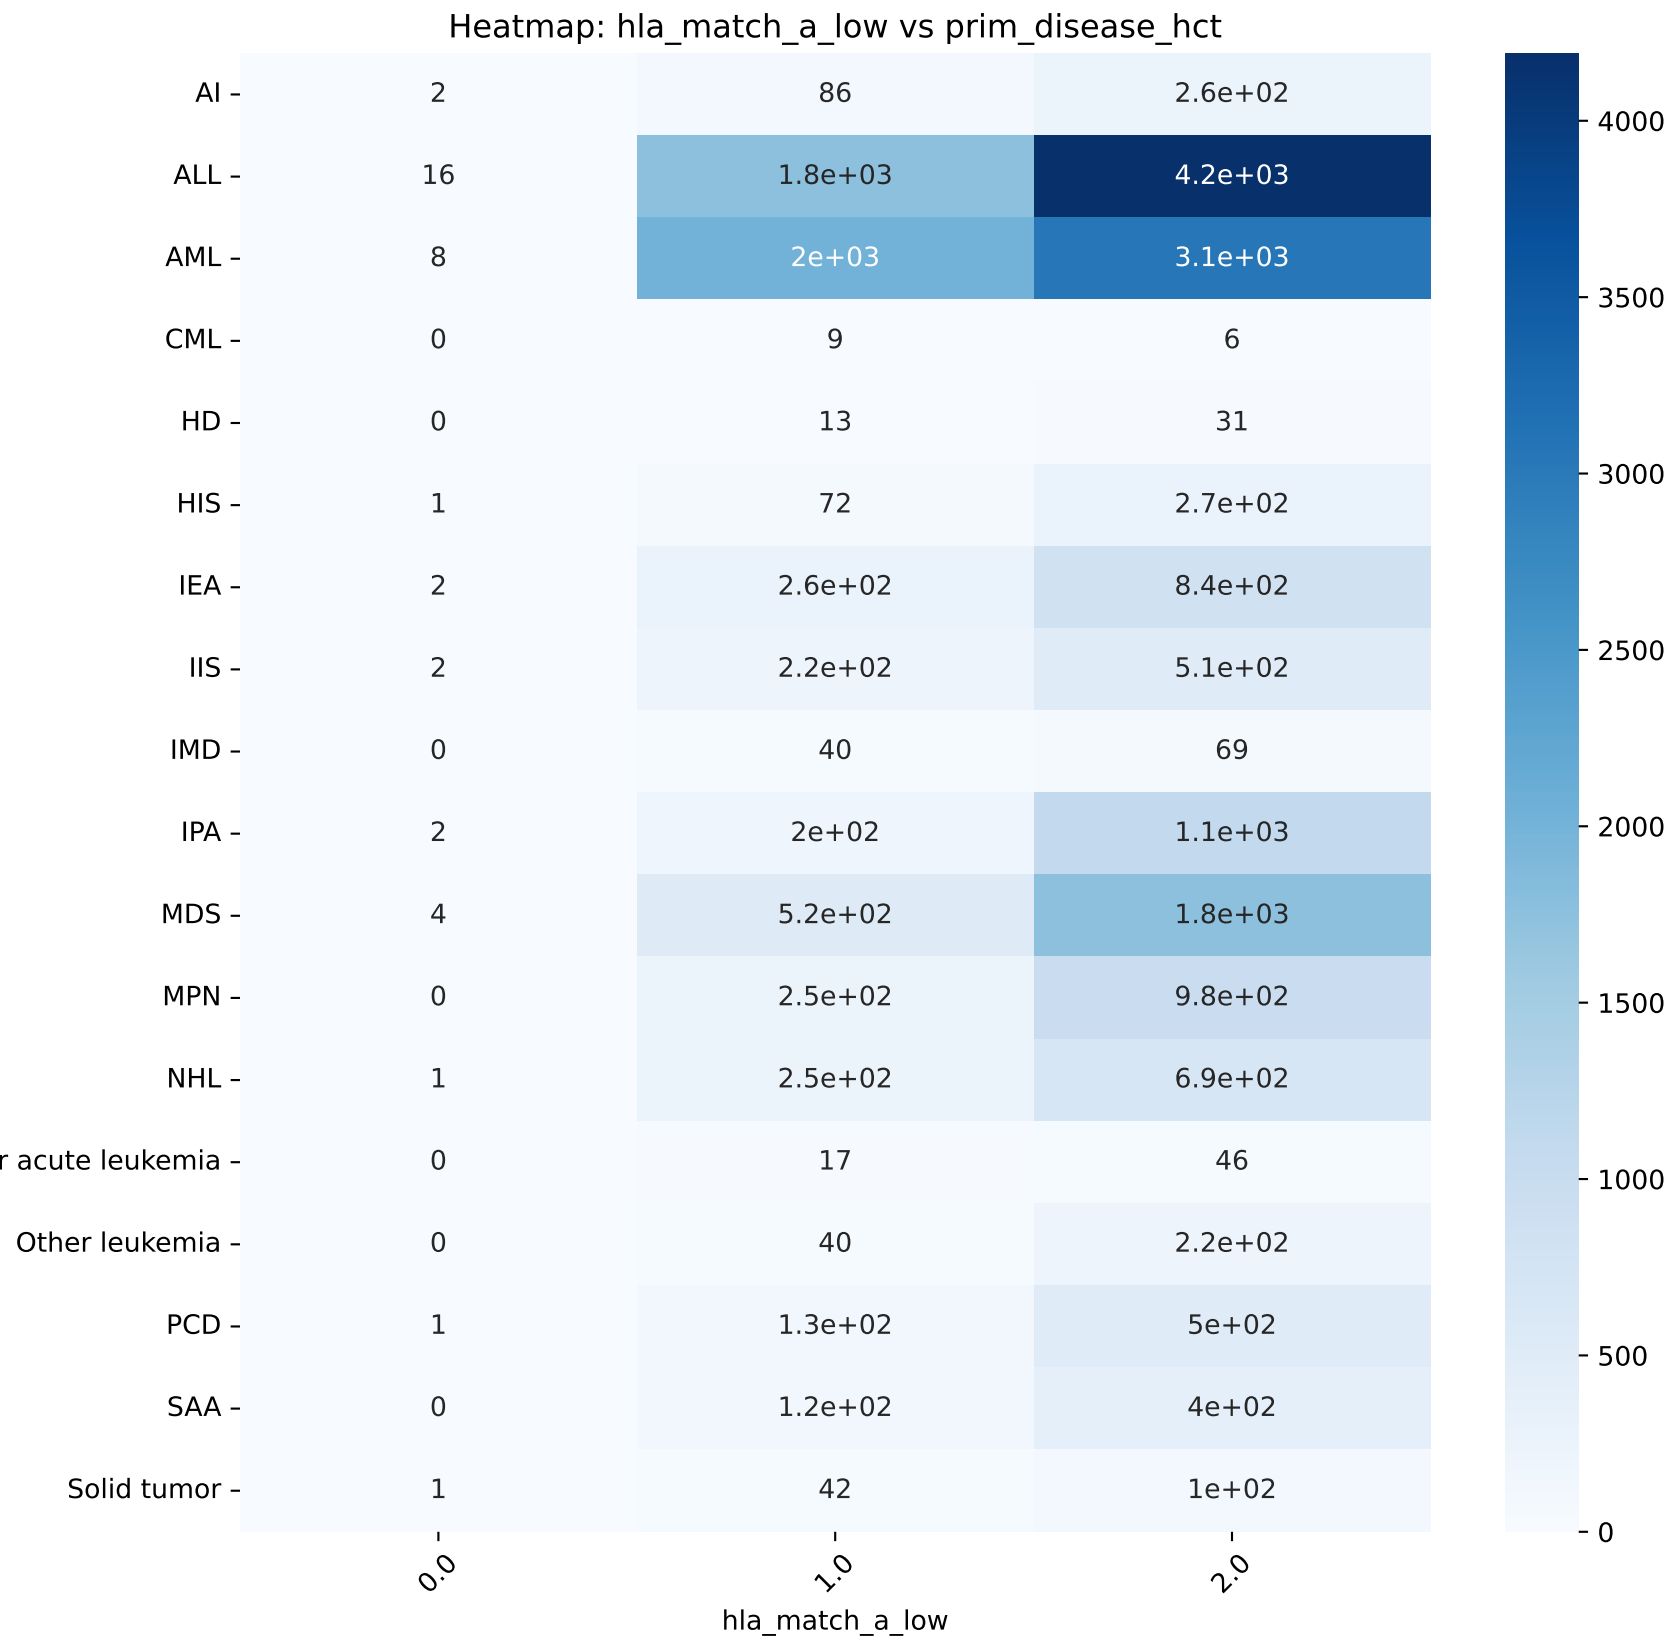 Heatmap: hla_match_a_low vs prim_disease_hct
AI 2 86 2.6e+02
ALL 16 1.8e+03 4.2e+03
AML 8 2e+03 3.1e+03
CML 0 9 6
HD 0 13 31
HIS 1 72 2.7e+02
IEA 2 2.6e+02 8.4e+02
IIS 2 2.2e+02 5.1e+02
IMD 0 40 69
IPA 2 2e+02 1.1e+03
MDS 4 5.2e+02 1.8e+03
MPN 0 2.5e+02 9.8e+02
NHL 1 2.5e+02 6.9e+02
r acute leukemia 0 17 46
Other leukemia 0 40 2.2e+02
PCD 1 1.3e+02 5e+02
SAA 0 1.2e+02 4e+02
Solid tumor 1 42 1e+02
0.0 1.0 2.0
hla_match_a_low
4000
3500
3000
2500
2000
1500
1000
500
0